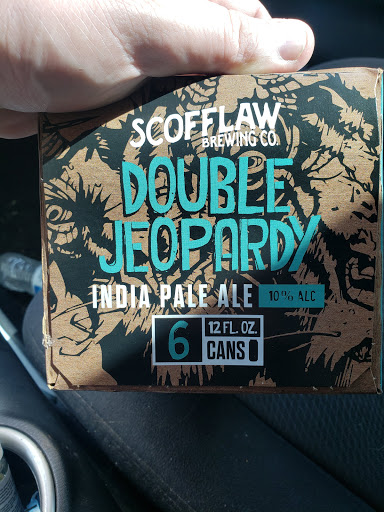 SCOFFLAW
BREWING CO.
DOUBLE
JEOPARDY
INDIA PALE ALE 10% ALC
6 12 FL. OZ.
CANS